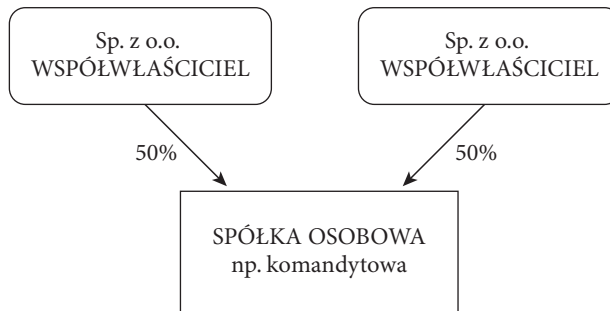 Sp. z o.o.
WSPÓŁWŁAŚCICIEL
Sp. z o.o.
WSPÓŁWŁAŚCICIEL
50%
50%
SPÓŁKA OSOBOWA
np. komandytowa